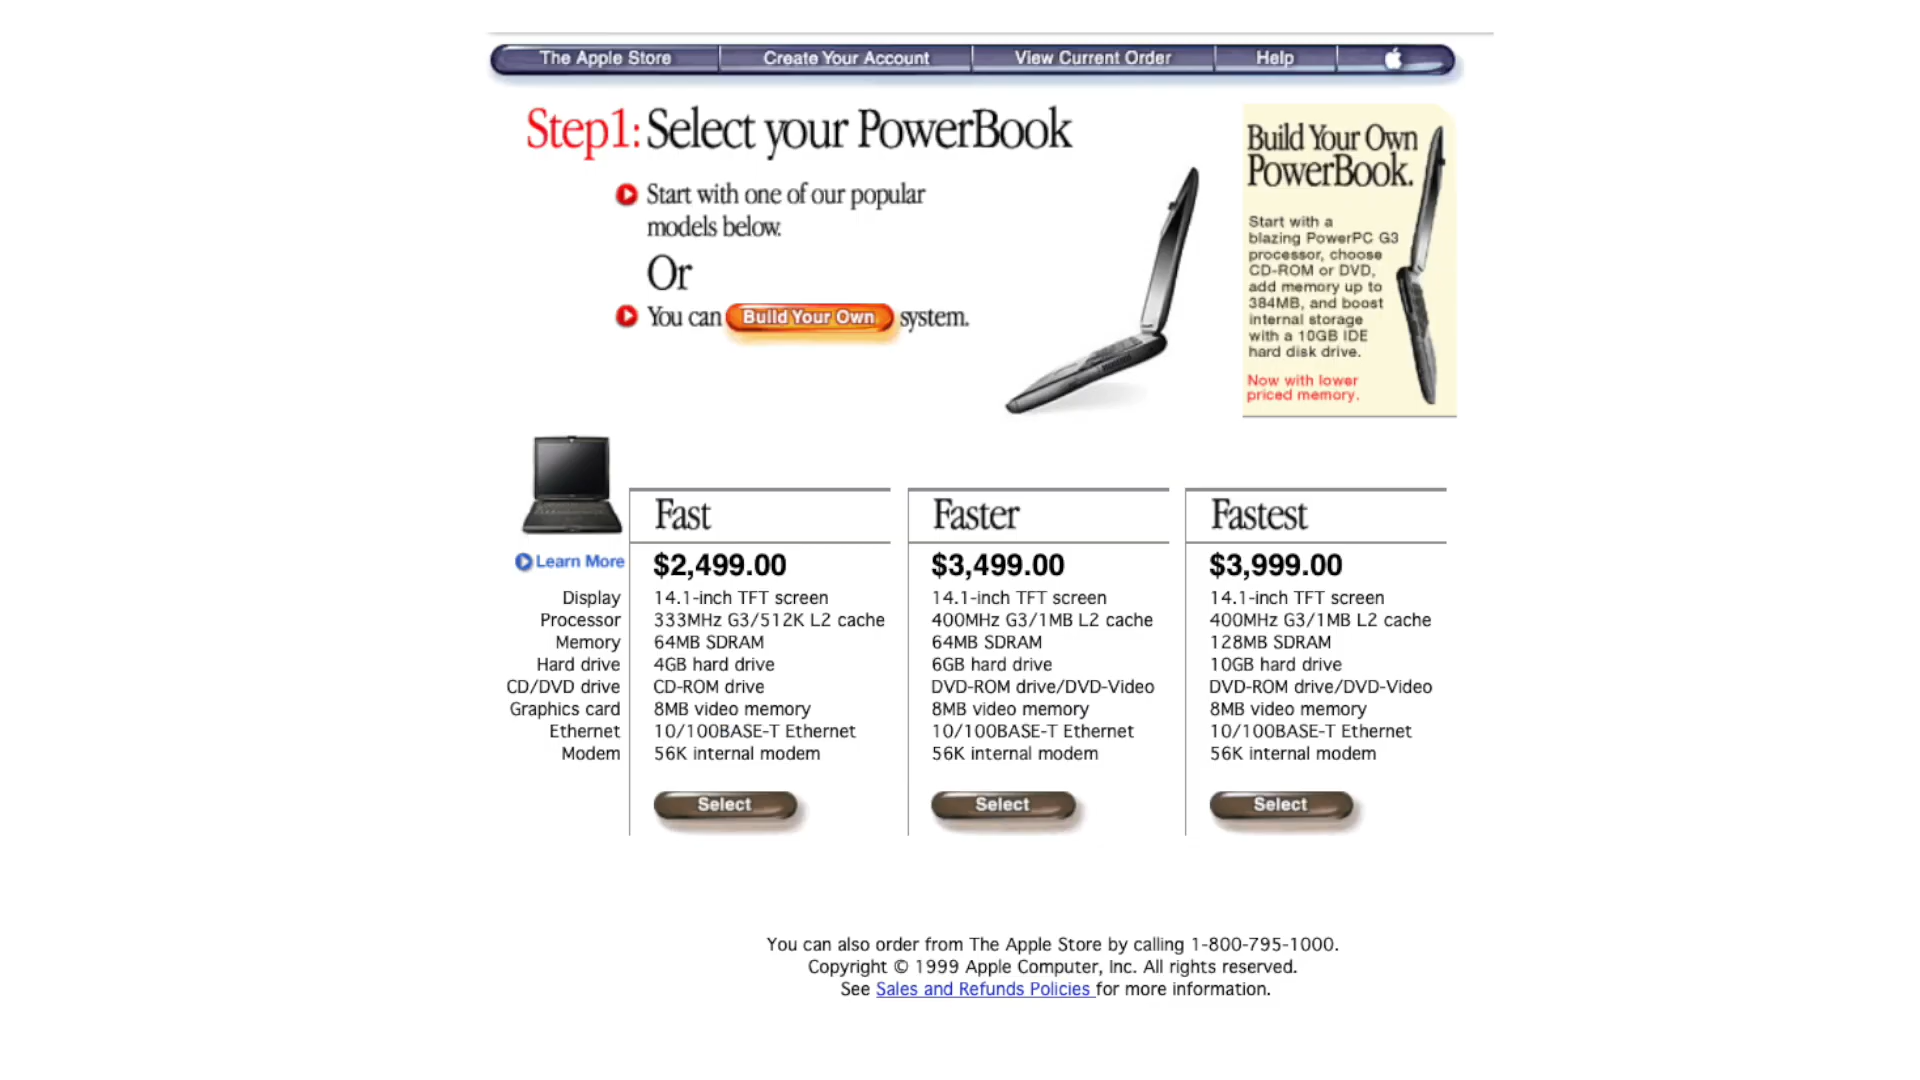 The Apple Store
Create Your Account
View Current Order
Help
Step1: Select your PowerBook
Start with one of our popular
models below.
Or
You can Build Your Own system.
Build Your Own
PowerBook.
Start with a
blazing PowerPC G3
processor, choose
CD-ROM or DVD,
add memory up to
384MB, and boost
internal storage
with a 10GB IDE
hard disk drive.
Now with lower
priced memory.
Fast
Faster
Fastest
Learn More
$2,499.00
$3,499.00
$3,999.00
Display
14.1-inch TFT screen
14.1-inch TFT screen
14.1-inch TFT screen
Processor
333MHz G3/512K L2 cache
400MHz G3/1MB L2 cache
400MHz G3/1MB L2 cache
Memory
64MB SDRAM
64MB SDRAM
128MB SDRAM
Hard drive
4GB hard drive
6GB hard drive
10GB hard drive
CD/DVD drive
CD-ROM drive
DVD-ROM drive/DVD-Video
DVD-ROM drive/DVD-Video
Graphics card
8MB video memory
8MB video memory
8MB video memory
Ethernet
10/100BASE-T Ethernet
10/100BASE-T Ethernet
10/100BASE-T Ethernet
Modem
56K internal modem
56K internal modem
56K internal modem
Select
Select
Select
You can also order from The Apple Store by calling 1-800-795-1000.
Copyright © 1999 Apple Computer, Inc. All rights reserved.
See Sales and Refunds Policies for more information.